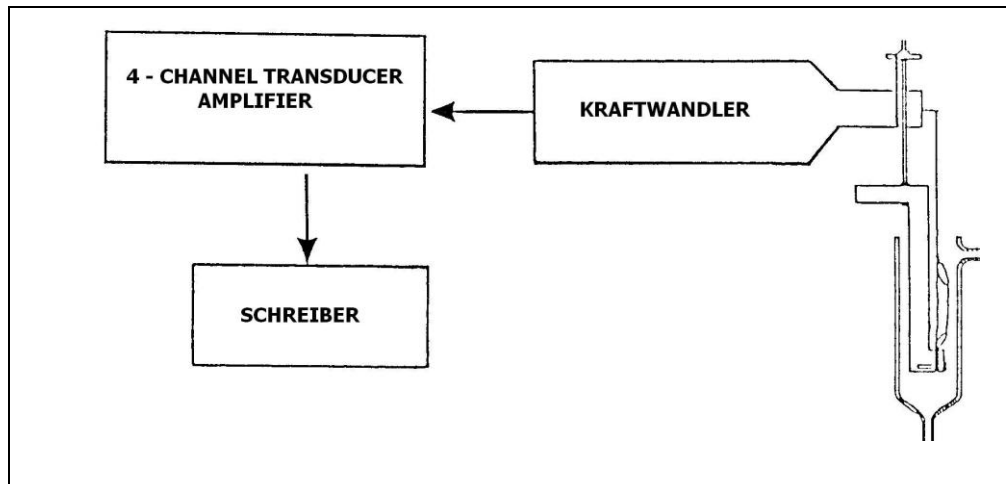 4 - CHANNEL TRANSDUCER
AMPLIFIER
KRAFTWANDLER
SCHREIBER